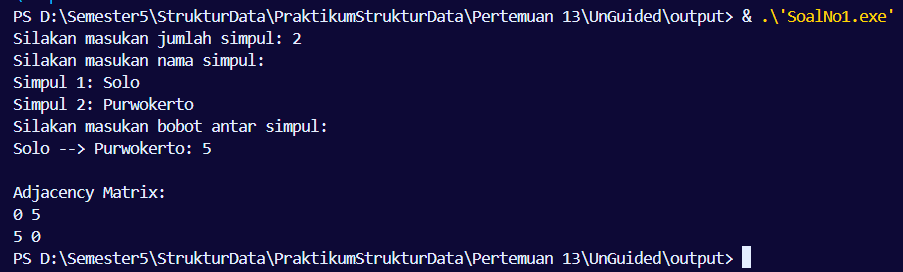 PS D:\Semester5\StrukturData\PraktikumStrukturData\Pertemuan 13\UnGuided\output> & .\'SoalNo1.exe'
Silakan masukan jumlah simpul: 2
Silakan masukan nama simpul:
Simpul 1: Solo
Simpul 2: Purwokerto
Silakan masukan bobot antar simpul:
Solo --> Purwokerto: 5

Adjacency Matrix:
0 5
5 0
PS D:\Semester5\StrukturData\PraktikumStrukturData\Pertemuan 13\UnGuided\output>